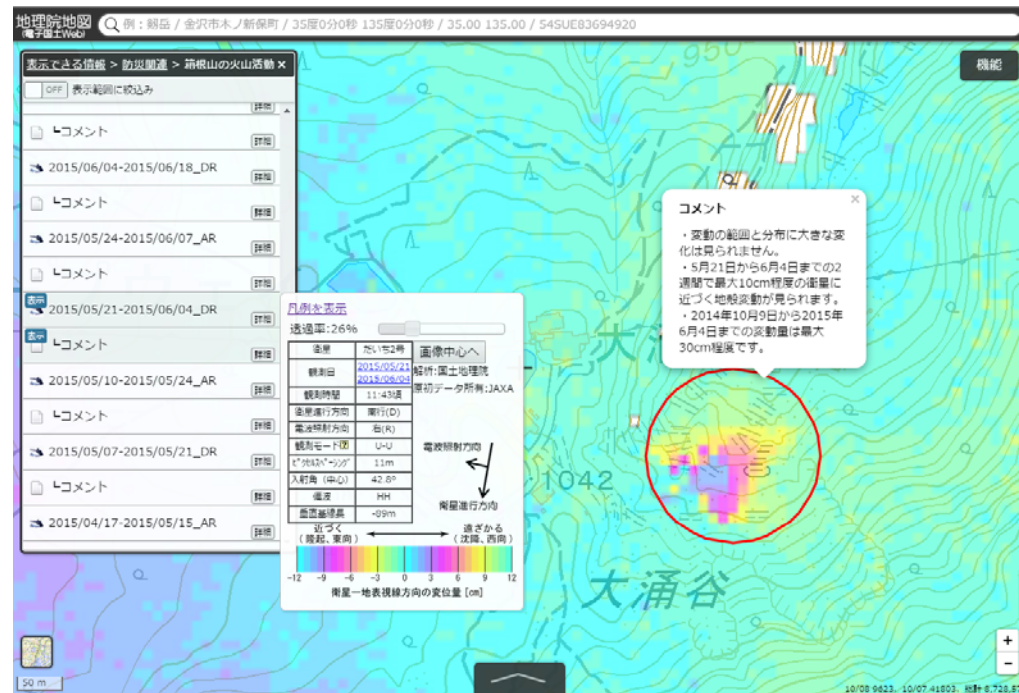 地理院地図
(電子国土Web)
例：剱岳 / 金沢市木ノ新保町 / 35度0分0秒 135度0分0秒 / 35.00 135.00 / 54SUE83694920
機能
表示できる情報 > 防災関連 > 箱根山の火山活動 ×
OFF 表示範囲に絞込み
詳細
┗コメント
詳細
2015/06/04-2015/06/18_DR
詳細
┗コメント
詳細
2015/05/24-2015/06/07_AR
詳細
┗コメント
詳細
表示
2015/05/21-2015/06/04_DR
詳細
表示
┗コメント
詳細
2015/05/10-2015/05/24_AR
詳細
┗コメント
詳細
2015/05/07-2015/05/21_DR
詳細
┗コメント
詳細
2015/04/17-2015/05/15_AR
詳細
凡例を表示
透過率:26%
衛星 だいち2号
観測日 2015/05/21
2015/06/04
観測時間 11:43頃
衛星進行方向 南行(D)
電波照射方向 右(R)
観測モード? U-U
ピクセルスペーシング 11m
入射角（中心） 42.8°
偏波 HH
垂直基線長 -89m
画像中心へ
解析:国土地理院
原初データ所有:JAXA
電波照射方向
衛星進行方向
近づく
(隆起、東向)
遠ざかる
(沈降、西向)
-12 -9 -6 -3 0 3 6 9 12
衛星－地表視線方向の変位量 [cm]
コメント ×
・変動の範囲と分布に大きな変
化は見られません。
・5月21日から6月4日までの2
週間で最大10cm程度の衛星に
近づく地殻変動が見られます。
・2014年10月9日から2015年
6月4日までの変動量は最大
30cm程度です。
950
大
1042
大涌谷
+
-
50 m
10/08 9623, 10/07 41803, 総計 8,728,5